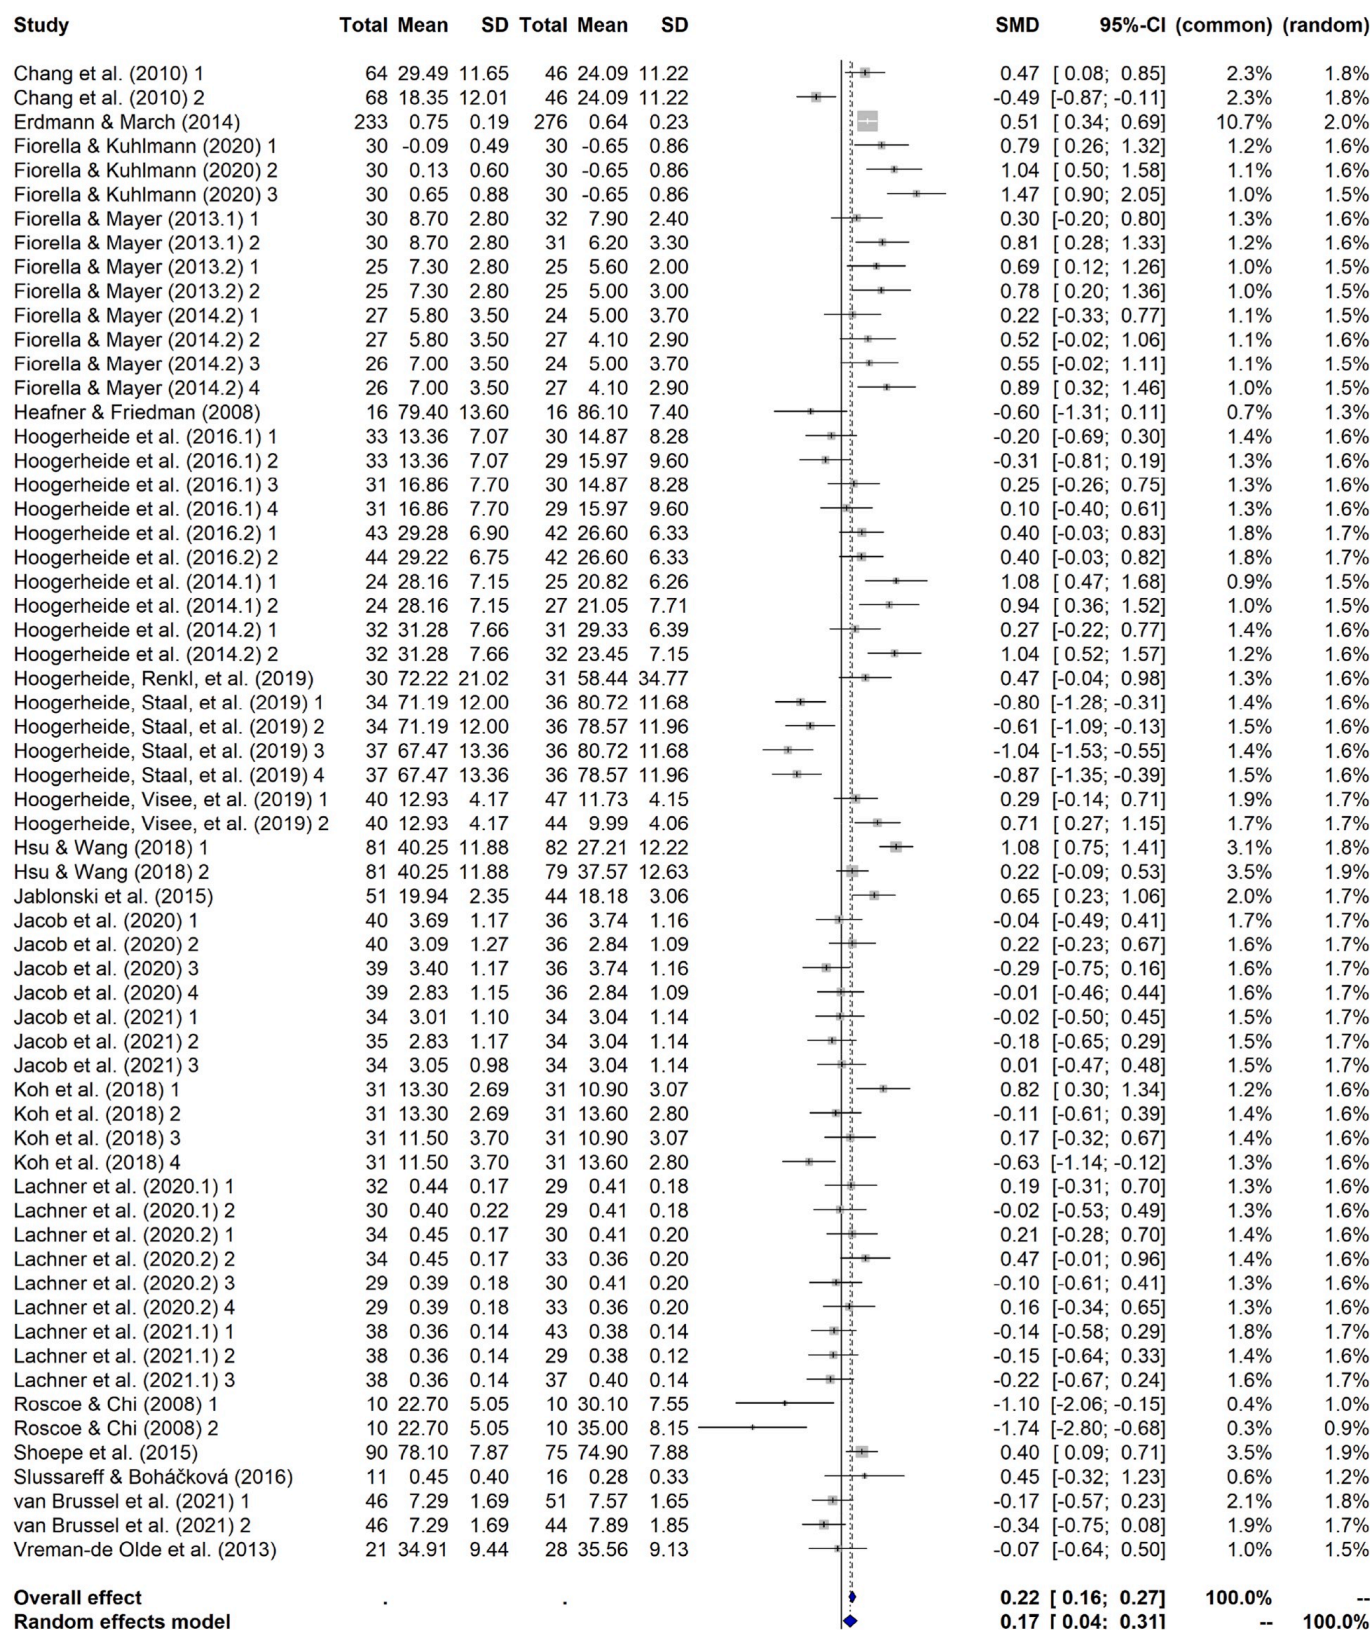 Study Total Mean SD Total Mean SD SMD 95%-CI (common) (random)
Chang et al. (2010) 1 64 29.49 11.65 46 24.09 11.22 0.47 [ 0.08; 0.85] 2.3% 1.8%
Chang et al. (2010) 2 68 18.35 12.01 46 24.09 11.22 -0.49 [-0.87; -0.11] 2.3% 1.8%
Erdmann & March (2014) 233 0.75 0.19 276 0.64 0.23 0.51 [ 0.34; 0.69] 10.7% 2.0%
Fiorella & Kuhlmann (2020) 1 30 -0.09 0.49 30 -0.65 0.86 0.79 [ 0.26; 1.32] 1.2% 1.6%
Fiorella & Kuhlmann (2020) 2 30 0.13 0.60 30 -0.65 0.86 1.04 [ 0.50; 1.58] 1.1% 1.6%
Fiorella & Kuhlmann (2020) 3 30 0.65 0.88 30 -0.65 0.86 1.47 [ 0.90; 2.05] 1.0% 1.5%
Fiorella & Mayer (2013.1) 1 30 8.70 2.80 32 7.90 2.40 0.30 [-0.20; 0.80] 1.3% 1.6%
Fiorella & Mayer (2013.1) 2 30 8.70 2.80 31 6.20 3.30 0.81 [ 0.28; 1.33] 1.2% 1.6%
Fiorella & Mayer (2013.2) 1 25 7.30 2.80 25 5.60 2.00 0.69 [ 0.12; 1.26] 1.0% 1.5%
Fiorella & Mayer (2013.2) 2 25 7.30 2.80 25 5.00 3.00 0.78 [ 0.20; 1.36] 1.0% 1.5%
Fiorella & Mayer (2014.2) 1 27 5.80 3.50 24 5.00 3.70 0.22 [-0.33; 0.77] 1.1% 1.5%
Fiorella & Mayer (2014.2) 2 27 5.80 3.50 27 4.10 2.90 0.52 [-0.02; 1.06] 1.1% 1.6%
Fiorella & Mayer (2014.2) 3 26 7.00 3.50 24 5.00 3.70 0.55 [-0.02; 1.11] 1.1% 1.5%
Fiorella & Mayer (2014.2) 4 26 7.00 3.50 27 4.10 2.90 0.89 [ 0.32; 1.46] 1.0% 1.5%
Heafner & Friedman (2008) 16 79.40 13.60 16 86.10 7.40 -0.60 [-1.31; 0.11] 0.7% 1.3%
Hoogerheide et al. (2016.1) 1 33 13.36 7.07 30 14.87 8.28 -0.20 [-0.69; 0.30] 1.4% 1.6%
Hoogerheide et al. (2016.1) 2 33 13.36 7.07 29 15.97 9.60 -0.31 [-0.81; 0.19] 1.3% 1.6%
Hoogerheide et al. (2016.1) 3 31 16.86 7.70 30 14.87 8.28 0.25 [-0.26; 0.75] 1.3% 1.6%
Hoogerheide et al. (2016.1) 4 31 16.86 7.70 29 15.97 9.60 0.10 [-0.40; 0.61] 1.3% 1.6%
Hoogerheide et al. (2016.2) 1 43 29.28 6.90 42 26.60 6.33 0.40 [-0.03; 0.83] 1.8% 1.7%
Hoogerheide et al. (2016.2) 2 44 29.22 6.75 42 26.60 6.33 0.40 [-0.03; 0.82] 1.8% 1.7%
Hoogerheide et al. (2014.1) 1 24 28.16 7.15 25 20.82 6.26 1.08 [ 0.47; 1.68] 0.9% 1.5%
Hoogerheide et al. (2014.1) 2 24 28.16 7.15 27 21.05 7.71 0.94 [ 0.36; 1.52] 1.0% 1.5%
Hoogerheide et al. (2014.2) 1 32 31.28 7.66 31 29.33 6.39 0.27 [-0.22; 0.77] 1.4% 1.6%
Hoogerheide et al. (2014.2) 2 32 31.28 7.66 32 23.45 7.15 1.04 [ 0.52; 1.57] 1.2% 1.6%
Hoogerheide, Renkl, et al. (2019) 30 72.22 21.02 31 58.44 34.77 0.47 [-0.04; 0.98] 1.3% 1.6%
Hoogerheide, Staal, et al. (2019) 1 34 71.19 12.00 36 80.72 11.68 -0.80 [-1.28; -0.31] 1.4% 1.6%
Hoogerheide, Staal, et al. (2019) 2 34 71.19 12.00 36 78.57 11.96 -0.61 [-1.09; -0.13] 1.5% 1.6%
Hoogerheide, Staal, et al. (2019) 3 37 67.47 13.36 36 80.72 11.68 -1.04 [-1.53; -0.55] 1.4% 1.6%
Hoogerheide, Staal, et al. (2019) 4 37 67.47 13.36 36 78.57 11.96 -0.87 [-1.35; -0.39] 1.5% 1.6%
Hoogerheide, Visee, et al. (2019) 1 40 12.93 4.17 47 11.73 4.15 0.29 [-0.14; 0.71] 1.9% 1.7%
Hoogerheide, Visee, et al. (2019) 2 40 12.93 4.17 44 9.99 4.06 0.71 [ 0.27; 1.15] 1.7% 1.7%
Hsu & Wang (2018) 1 81 40.25 11.88 82 27.21 12.22 1.08 [ 0.75; 1.41] 3.1% 1.8%
Hsu & Wang (2018) 2 81 40.25 11.88 79 37.57 12.63 0.22 [-0.09; 0.53] 3.5% 1.9%
Jablonski et al. (2015) 51 19.94 2.35 44 18.18 3.06 0.65 [ 0.23; 1.06] 2.0% 1.7%
Jacob et al. (2020) 1 40 3.69 1.17 36 3.74 1.16 -0.04 [-0.49; 0.41] 1.7% 1.7%
Jacob et al. (2020) 2 40 3.09 1.27 36 2.84 1.09 0.22 [-0.23; 0.67] 1.6% 1.7%
Jacob et al. (2020) 3 39 3.40 1.17 36 3.74 1.16 -0.29 [-0.75; 0.16] 1.6% 1.7%
Jacob et al. (2020) 4 39 2.83 1.15 36 2.84 1.09 -0.01 [-0.46; 0.44] 1.6% 1.7%
Jacob et al. (2021) 1 34 3.01 1.10 34 3.04 1.14 -0.02 [-0.50; 0.45] 1.5% 1.7%
Jacob et al. (2021) 2 35 2.83 1.17 34 3.04 1.14 -0.18 [-0.65; 0.29] 1.5% 1.7%
Jacob et al. (2021) 3 34 3.05 0.98 34 3.04 1.14 0.01 [-0.47; 0.48] 1.5% 1.7%
Koh et al. (2018) 1 31 13.30 2.69 31 10.90 3.07 0.82 [ 0.30; 1.34] 1.2% 1.6%
Koh et al. (2018) 2 31 13.30 2.69 31 13.60 2.80 -0.11 [-0.61; 0.39] 1.4% 1.6%
Koh et al. (2018) 3 31 11.50 3.70 31 10.90 3.07 0.17 [-0.32; 0.67] 1.4% 1.6%
Koh et al. (2018) 4 31 11.50 3.70 31 13.60 2.80 -0.63 [-1.14; -0.12] 1.3% 1.6%
Lachner et al. (2020.1) 1 32 0.44 0.17 29 0.41 0.18 0.19 [-0.31; 0.70] 1.3% 1.6%
Lachner et al. (2020.1) 2 30 0.40 0.22 29 0.41 0.18 -0.02 [-0.53; 0.49] 1.3% 1.6%
Lachner et al. (2020.2) 1 34 0.45 0.17 30 0.41 0.20 0.21 [-0.28; 0.70] 1.4% 1.6%
Lachner et al. (2020.2) 2 34 0.45 0.17 33 0.36 0.20 0.47 [-0.01; 0.96] 1.4% 1.6%
Lachner et al. (2020.2) 3 29 0.39 0.18 30 0.41 0.20 -0.10 [-0.61; 0.41] 1.3% 1.6%
Lachner et al. (2020.2) 4 29 0.39 0.18 33 0.36 0.20 0.16 [-0.34; 0.65] 1.3% 1.6%
Lachner et al. (2021.1) 1 38 0.36 0.14 43 0.38 0.14 -0.14 [-0.58; 0.29] 1.8% 1.7%
Lachner et al. (2021.1) 2 38 0.36 0.14 29 0.38 0.12 -0.15 [-0.64; 0.33] 1.4% 1.6%
Lachner et al. (2021.1) 3 38 0.36 0.14 37 0.40 0.14 -0.22 [-0.67; 0.24] 1.6% 1.7%
Roscoe & Chi (2008) 1 10 22.70 5.05 10 30.10 7.55 -1.10 [-2.06; -0.15] 0.4% 1.0%
Roscoe & Chi (2008) 2 10 22.70 5.05 10 35.00 8.15 -1.74 [-2.80; -0.68] 0.3% 0.9%
Shoepe et al. (2015) 90 78.10 7.87 75 74.90 7.88 0.40 [ 0.09; 0.71] 3.5% 1.9%
Slussareff & Boháčková (2016) 11 0.45 0.40 16 0.28 0.33 0.45 [-0.32; 1.23] 0.6% 1.2%
van Brussel et al. (2021) 1 46 7.29 1.69 51 7.57 1.65 -0.17 [-0.57; 0.23] 2.1% 1.8%
van Brussel et al. (2021) 2 46 7.29 1.69 44 7.89 1.85 -0.34 [-0.75; 0.08] 1.9% 1.7%
Vreman-de Olde et al. (2013) 21 34.91 9.44 28 35.56 9.13 -0.07 [-0.64; 0.50] 1.0% 1.5%
Overall effect . . 0.22 [ 0.16; 0.27] 100.0% --
Random effects model 0.17 [ 0.04; 0.31] -- 100.0%